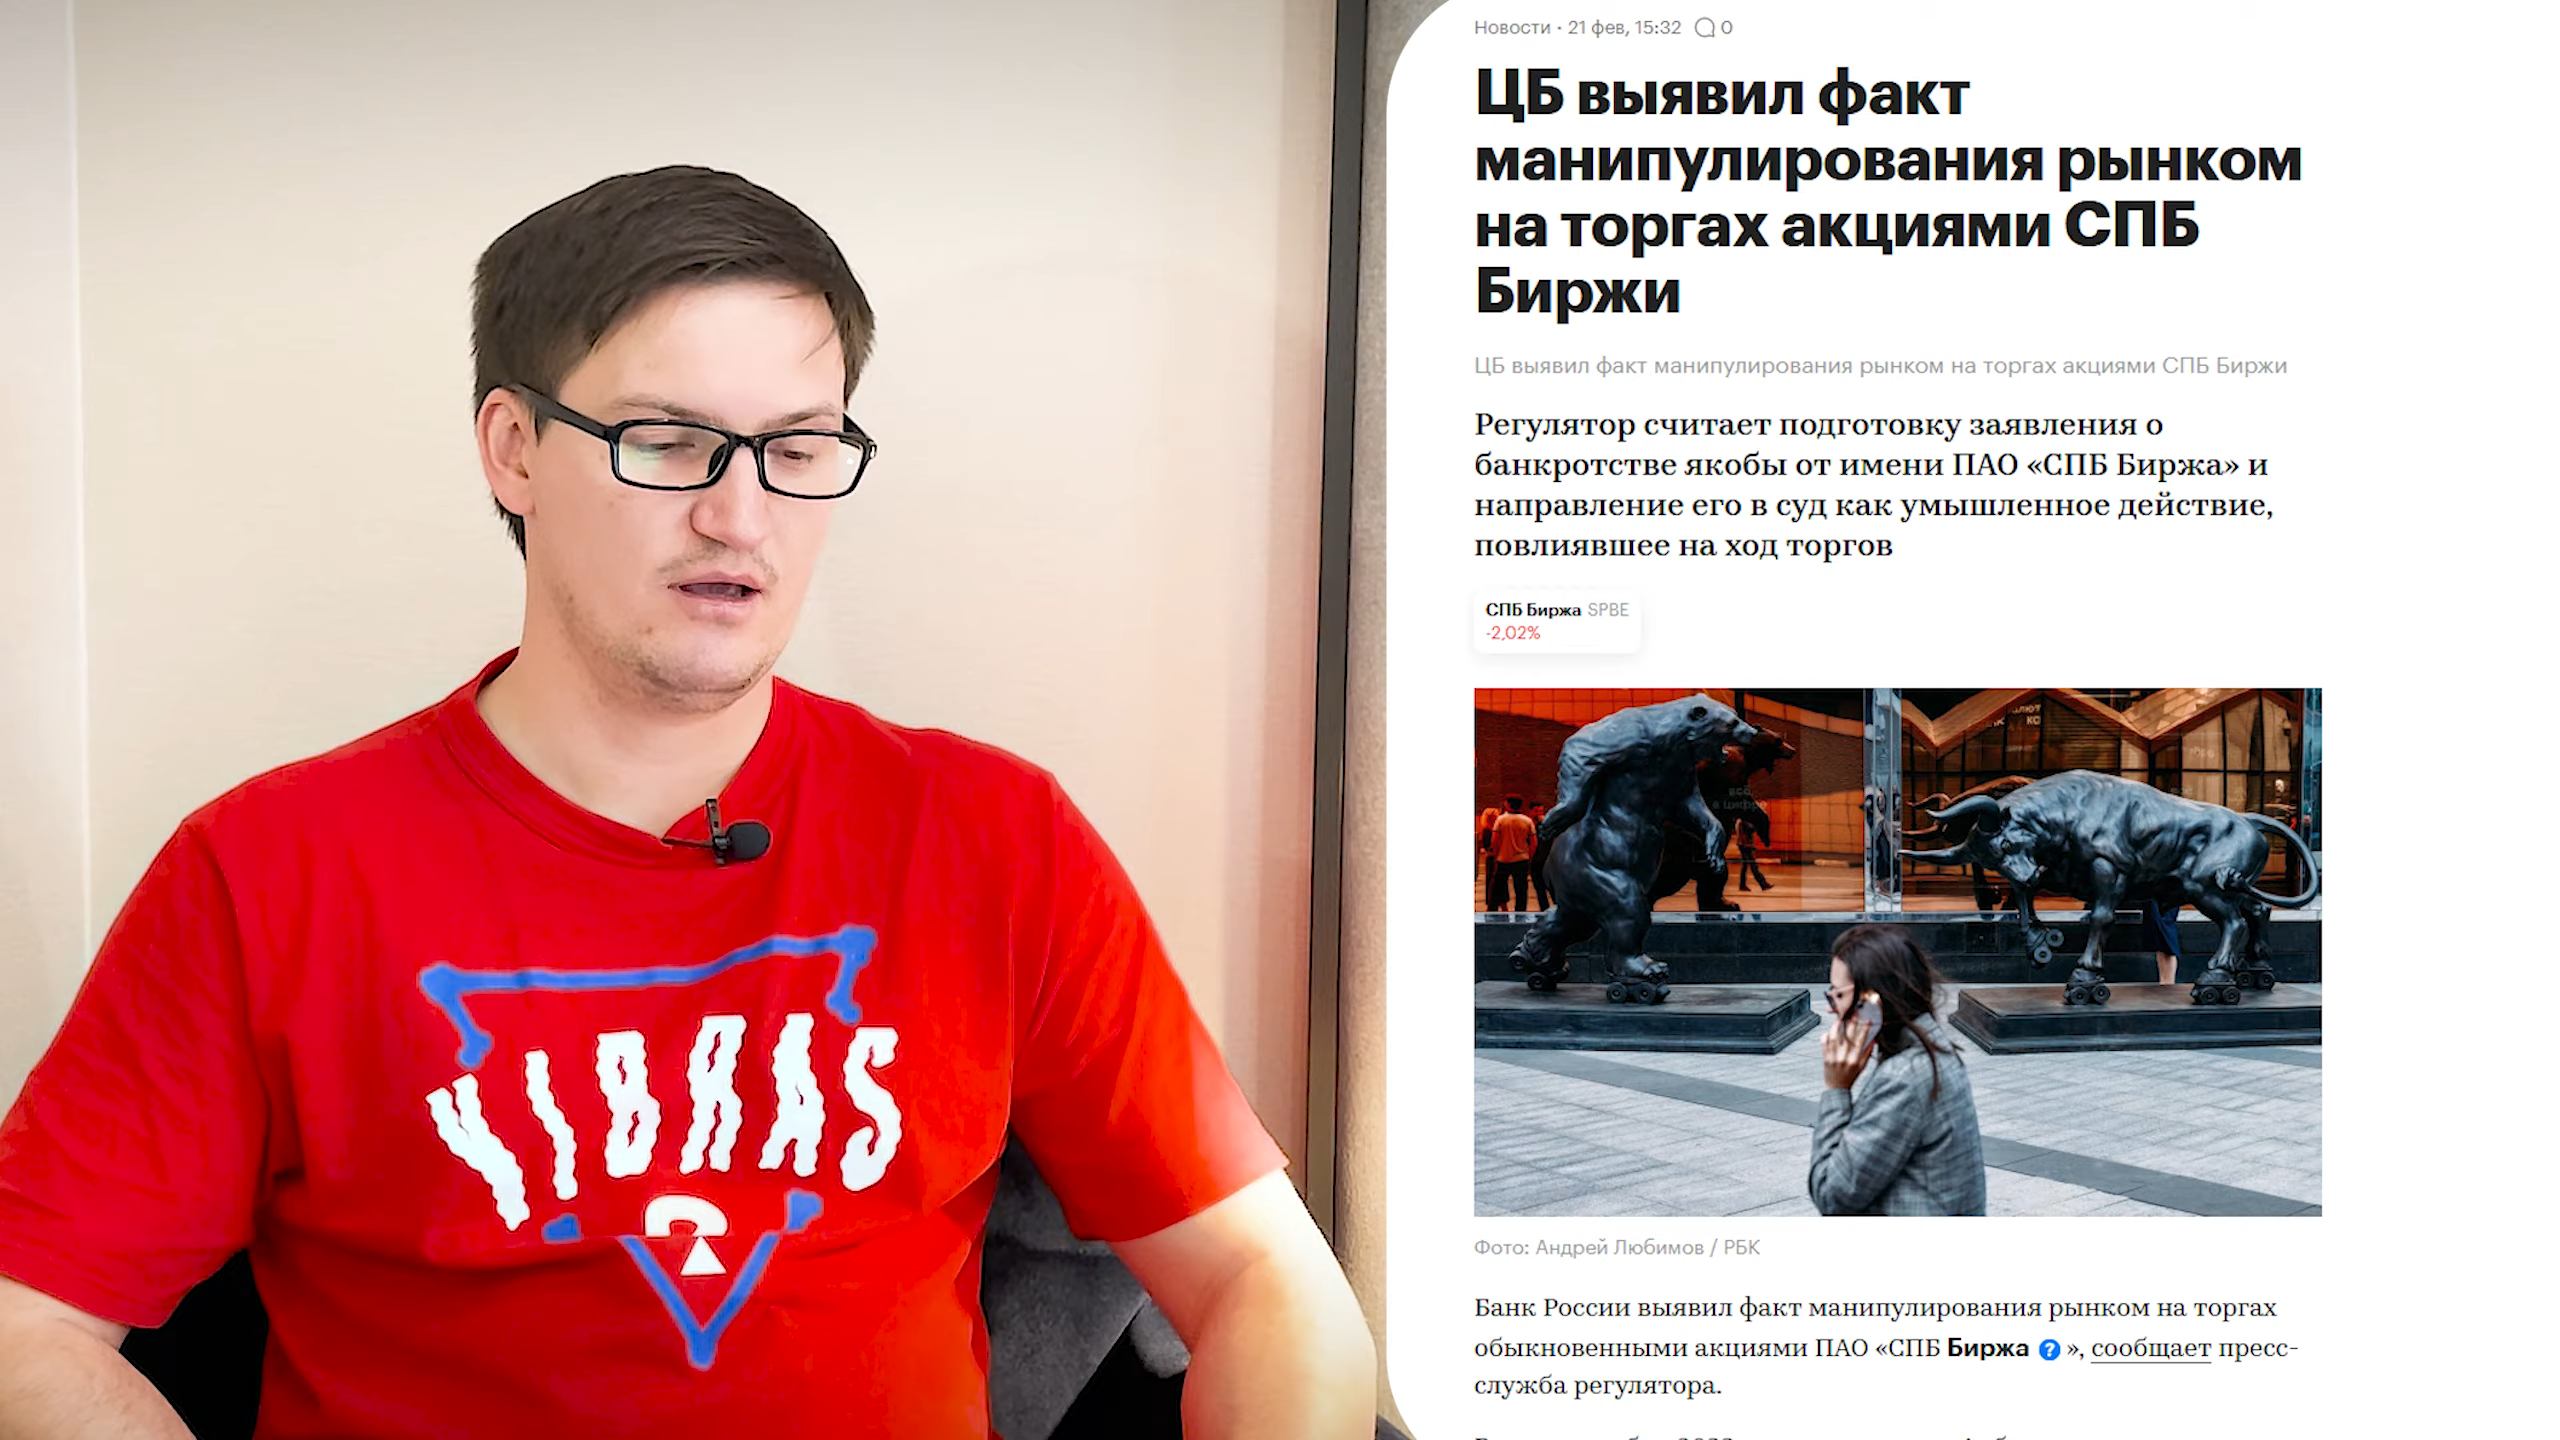 VIBRAS
Новости · 21 фев, 15:32 0
ЦБ выявил факт
манипулирования рынком
на торгах акциями СПБ
Биржи
ЦБ выявил факт манипулирования рынком на торгах акциями СПБ Биржи
Регулятор считает подготовку заявления о
банкротстве якобы от имени ПАО «СПБ Биржа» и
направление его в суд как умышленное действие,
повлиявшее на ход торгов
СПБ Биржа SPBE
-2,02%
Фото: Андрей Любимов / РБК
Банк России выявил факт манипулирования рынком на торгах
обыкновенными акциями ПАО «СПБ Биржа ? », сообщает пресс-
служба регулятора.